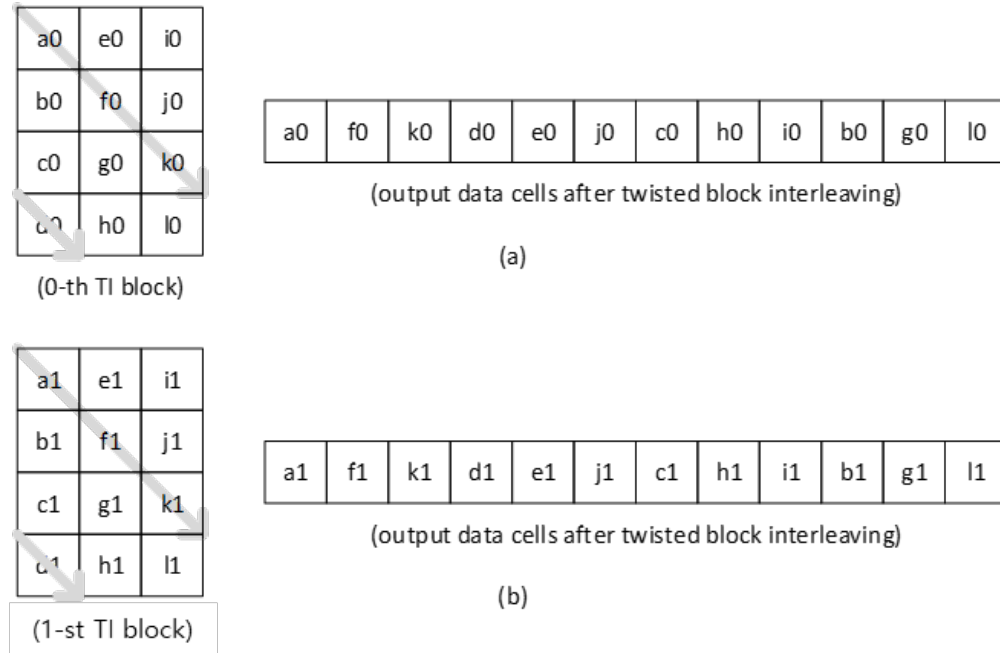 a0 e0 i0
b0 f0 j0
c0 g0 k0
d0 h0 l0
(0-th TI block)
a0 f0 k0 d0 e0 j0 c0 h0 i0 b0 g0 l0
(output data cells after twisted block interleaving)
(a)
a1 e1 i1
b1 f1 j1
c1 g1 k1
d1 h1 l1
(1-st TI block)
a1 f1 k1 d1 e1 j1 c1 h1 i1 b1 g1 l1
(output data cells after twisted block interleaving)
(b)